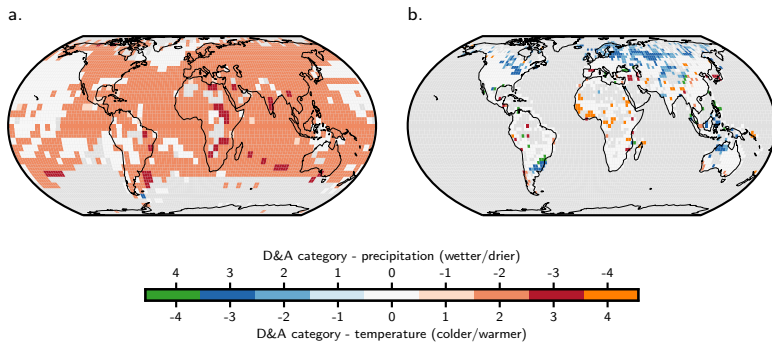 a.
b.
D&A category - precipitation (wetter/drier)
4 3 2 1 0 -1 -2 -3 -4
-4 -3 -2 -1 0 1 2 3 4
D&A category - temperature (colder/warmer)